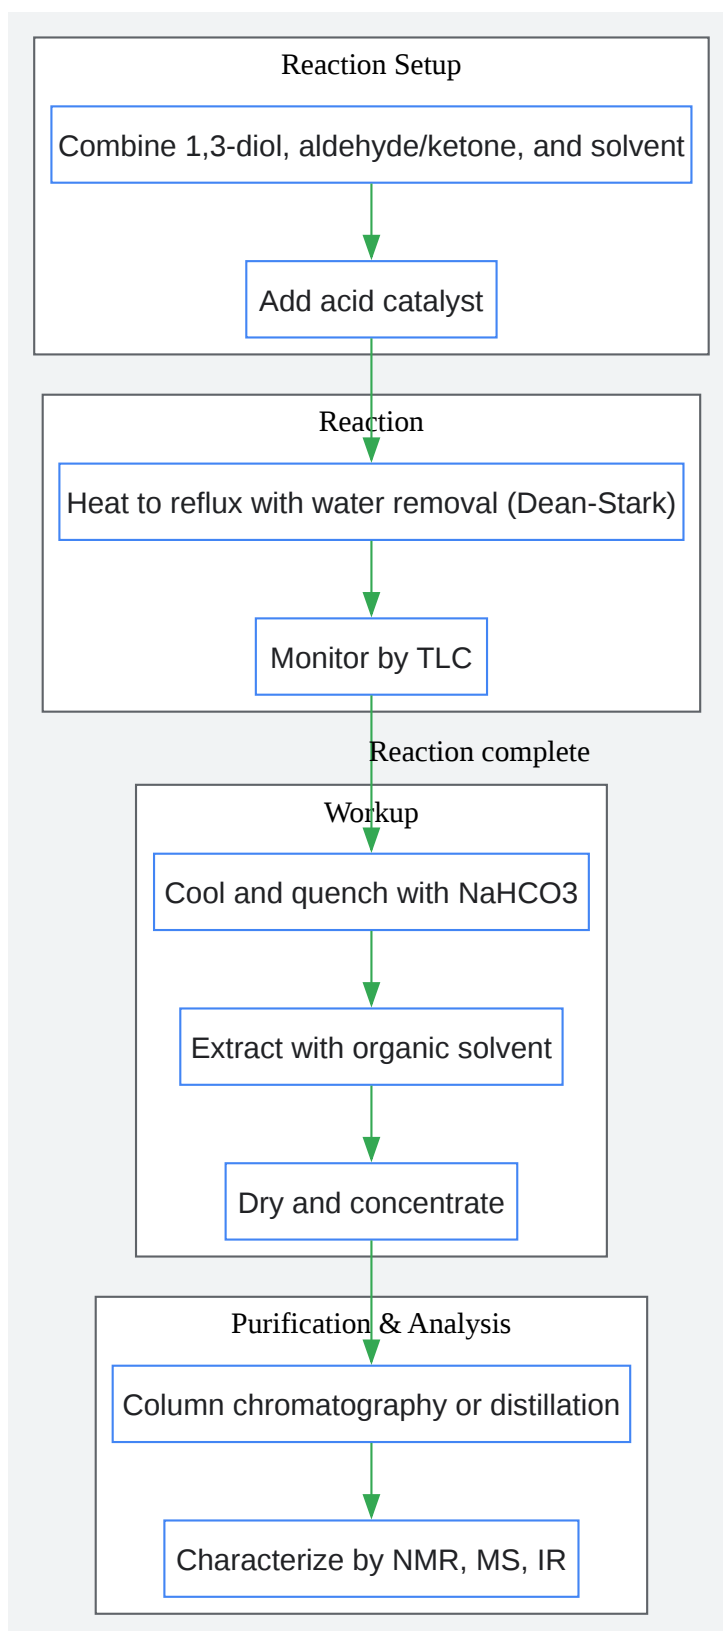 Reaction Setup
Combine 1,3-diol, aldehyde/ketone, and solvent
Add acid catalyst
Reaction
Heat to reflux with water removal (Dean-Stark)
Monitor by TLC
Reaction complete
Workup
Cool and quench with NaHCO3
Extract with organic solvent
Dry and concentrate
Purification & Analysis
Column chromatography or distillation
Characterize by NMR, MS, IR